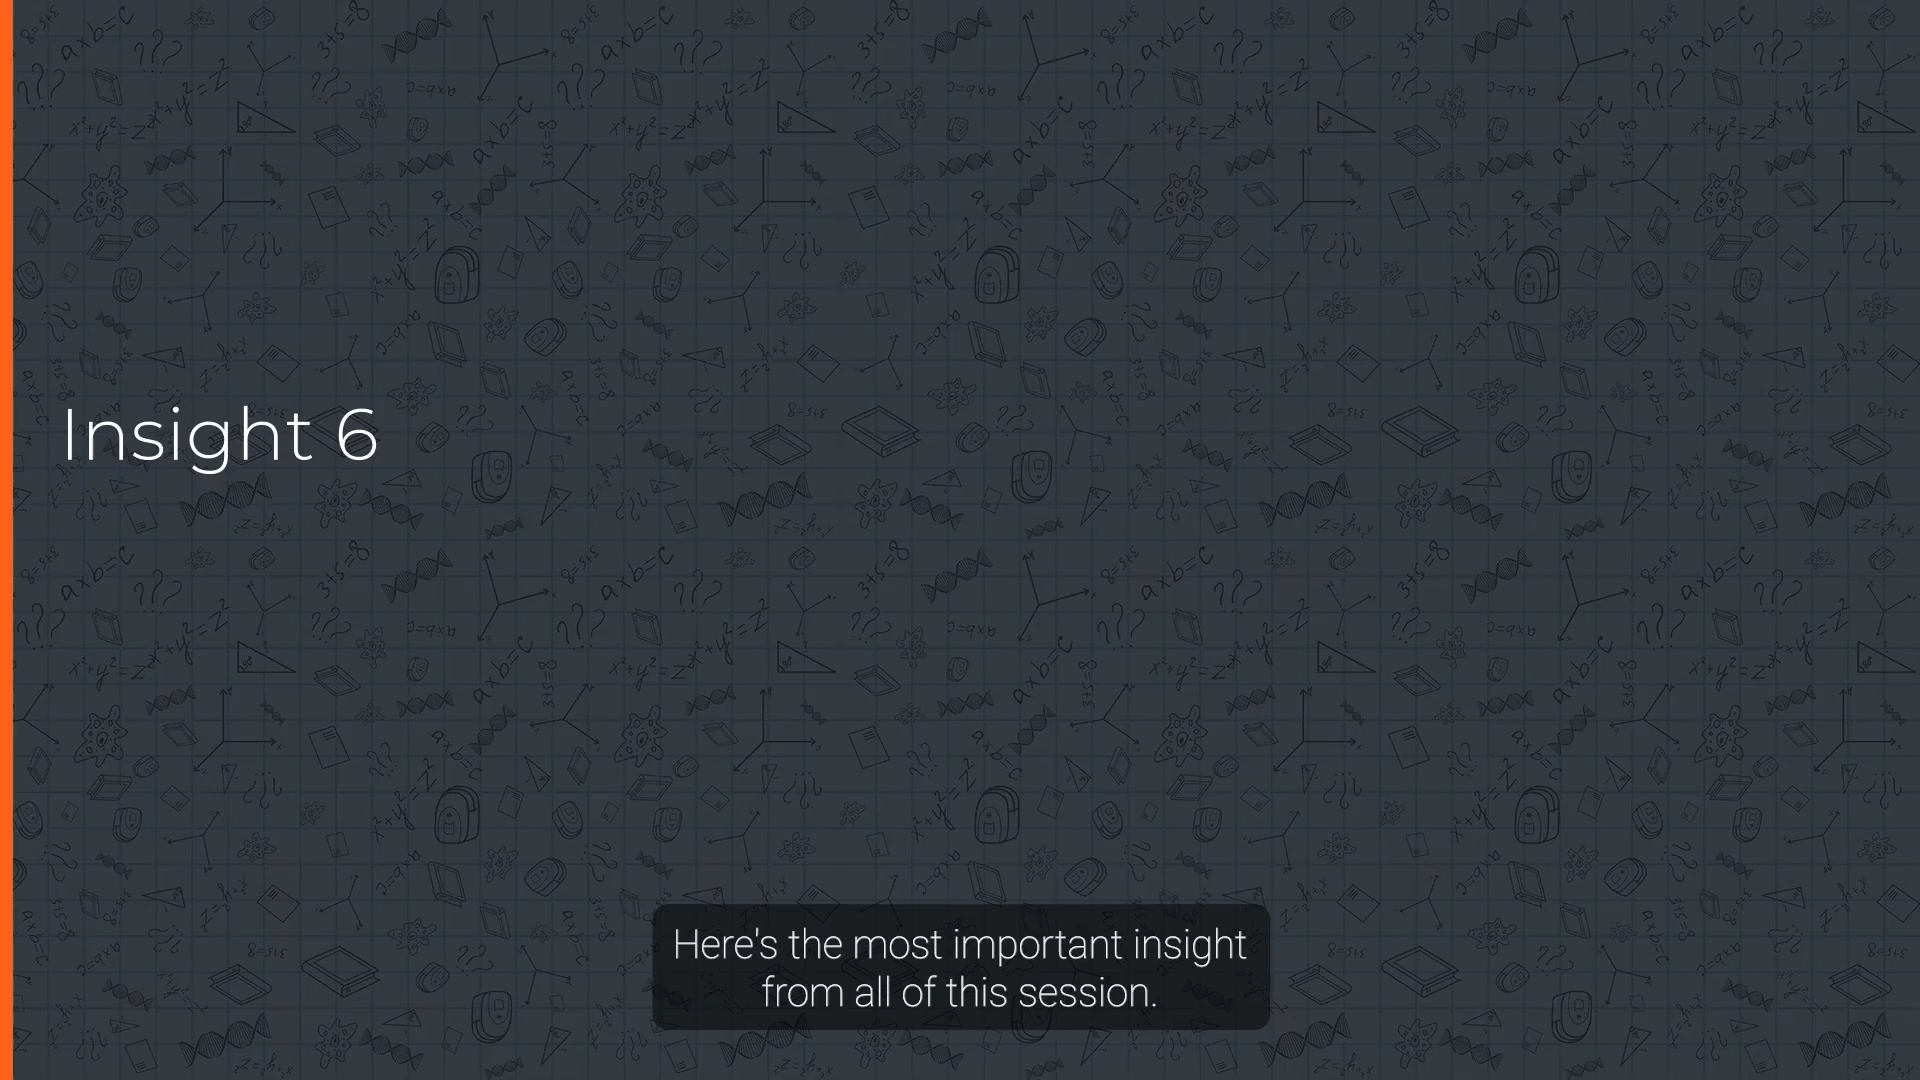 Insight 6
Here's the most important insight
from all of this session.